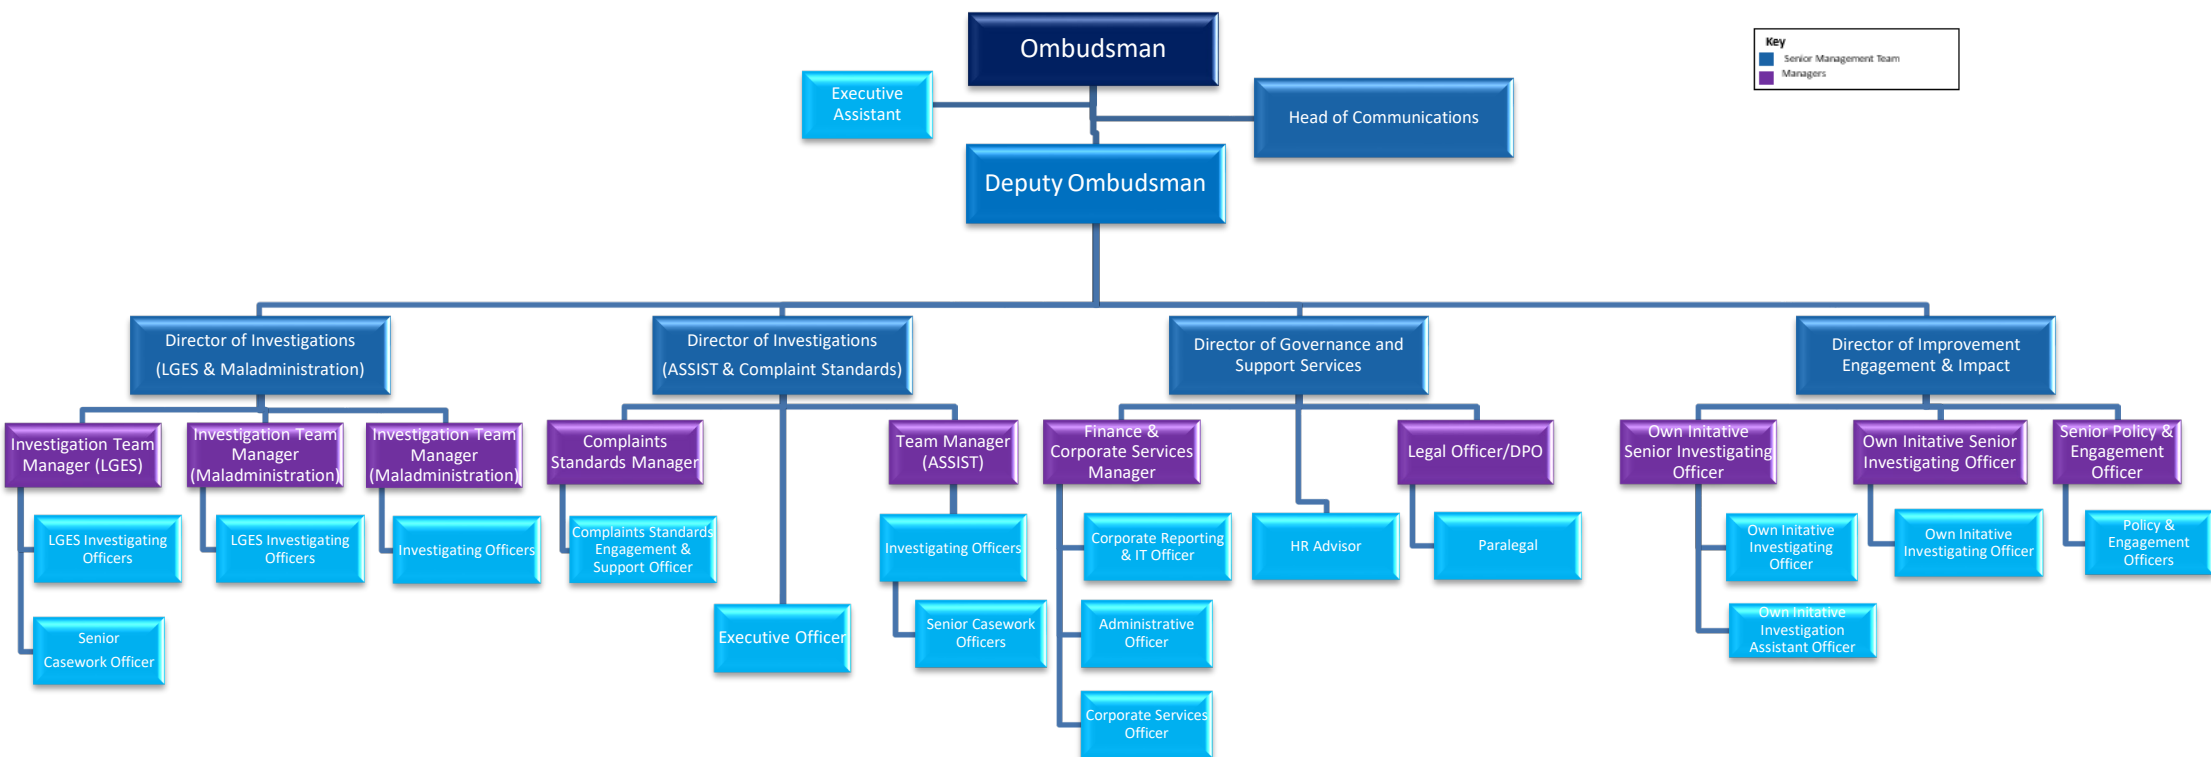 Ombudsman
Key
Senior Management Team
Managers
Executive
Assistant
Head of Communications
Deputy Ombudsman
Director of Investigations
(LGES & Maladministration)
Director of Investigations
(ASSIST & Complaint Standards)
Director of Governance and
Support Services
Director of Improvement
Engagement & Impact
Investigation Team
Manager (LGES)
Investigation Team
Manager
(Maladministration)
Investigation Team
Manager
(Maladministration)
Complaints
Standards Manager
Team Manager
(ASSIST)
Finance &
Corporate Services
Manager
Legal Officer/DPO
Own Initative
Senior Investigating
Officer
Own Initative Senior
Investigating Officer
Senior Policy &
Engagement
Officer
LGES Investigating
Officers
LGES Investigating
Officers
Investigating Officers
Complaints Standards
Engagement &
Support Officer
Investigating Officers
Corporate Reporting
& IT Officer
HR Advisor
Paralegal
Own Initative
Investigating
Officer
Own Initative
Investigating Officer
Policy &
Engagement
Officers
Senior
Casework Officer
Executive Officer
Senior Casework
Officers
Administrative
Officer
Own Initative
Investigation
Assistant Officer
Corporate Services
Officer